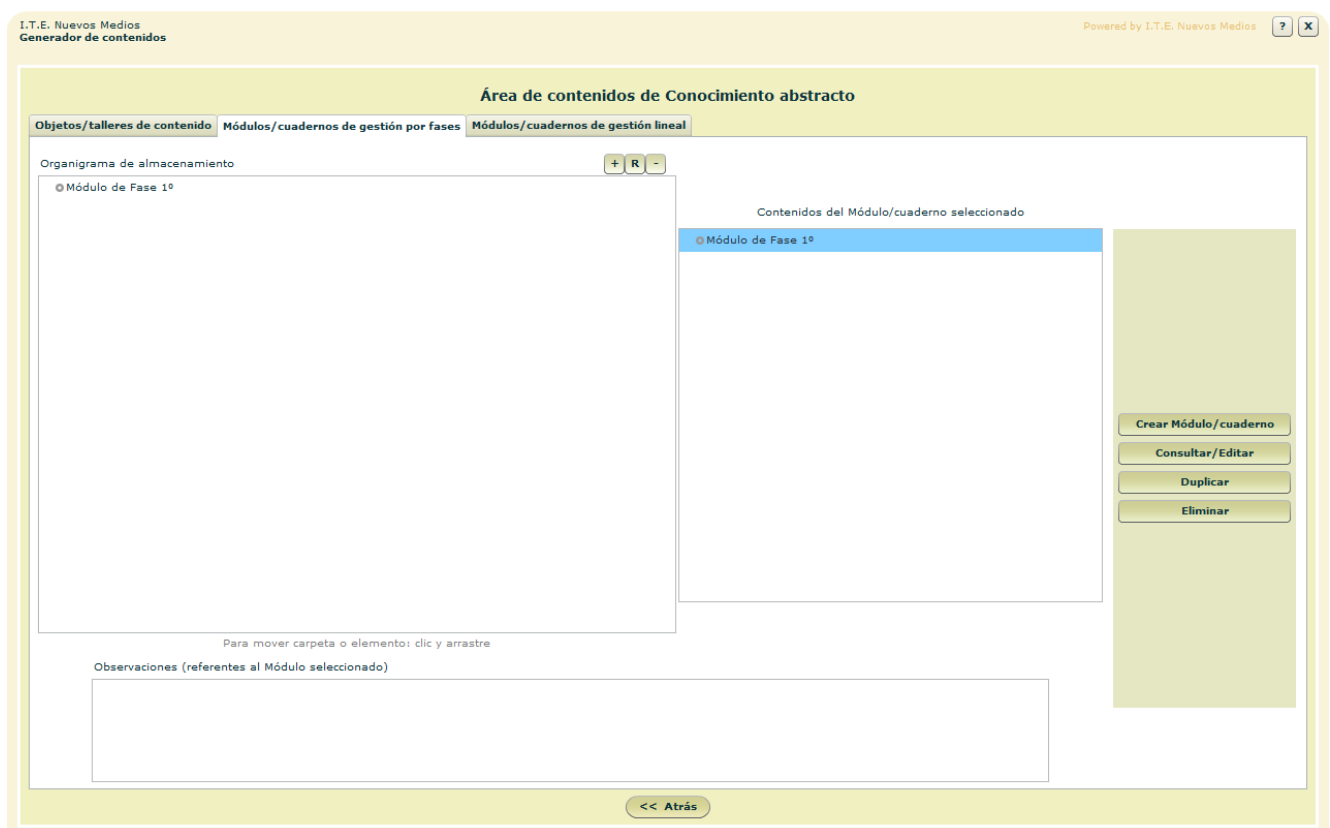 I.T.E. Nuevos Medios
Generador de contenidos
Powered by I.T.E. Nuevos Medios
?
X
Área de contenidos de Conocimiento abstracto
Objetos/talleres de contenido
Módulos/cuadernos de gestión por fases
Módulos/cuadernos de gestión lineal
Organigrama de almacenamiento
+
R
-
Módulo de Fase 1º
Contenidos del Módulo/cuaderno seleccionado
Módulo de Fase 1º
Crear Módulo/cuaderno
Consultar/Editar
Duplicar
Eliminar
Para mover carpeta o elemento: clic y arrastre
Observaciones (referentes al Módulo seleccionado)
<< Atrás